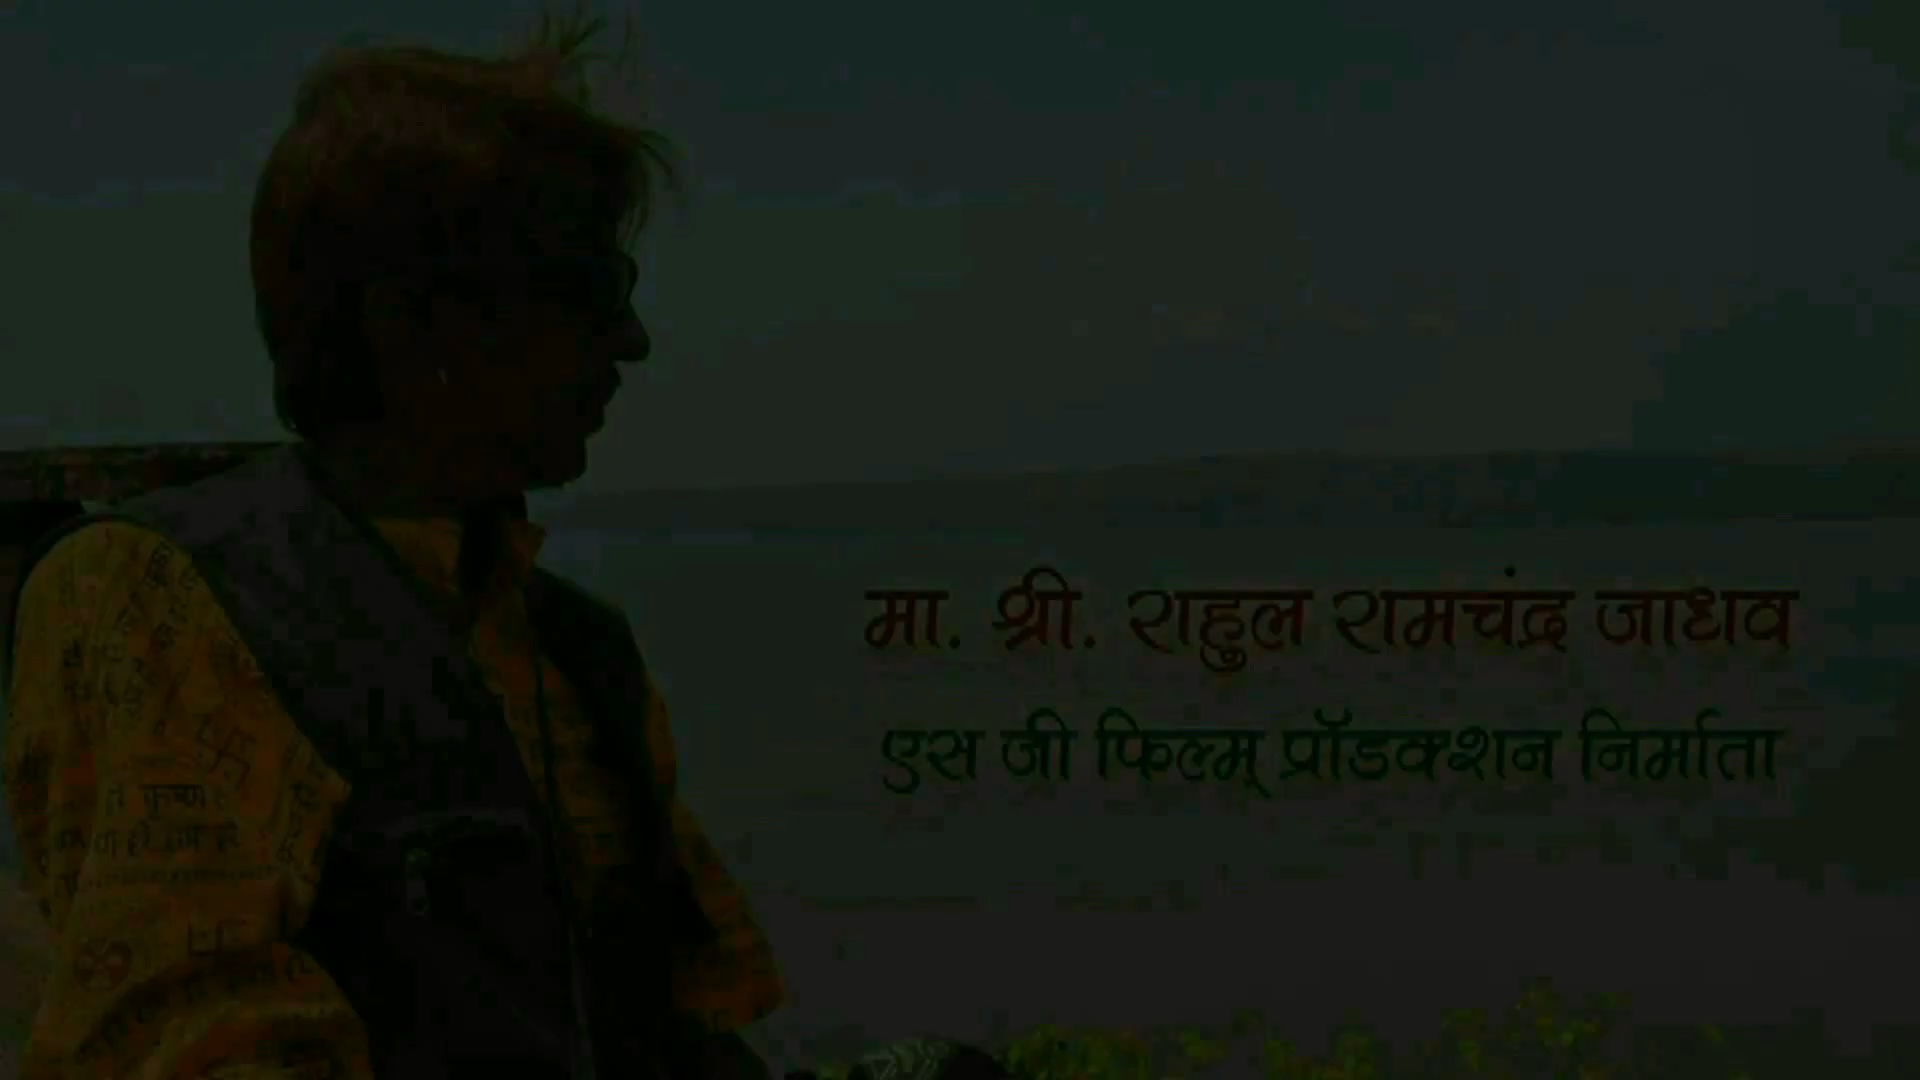 मा. श्री. राहुल रामचंद्र जाधव
एस जी फिल्म् प्रॉडक्शन निर्माता
कृष्ण